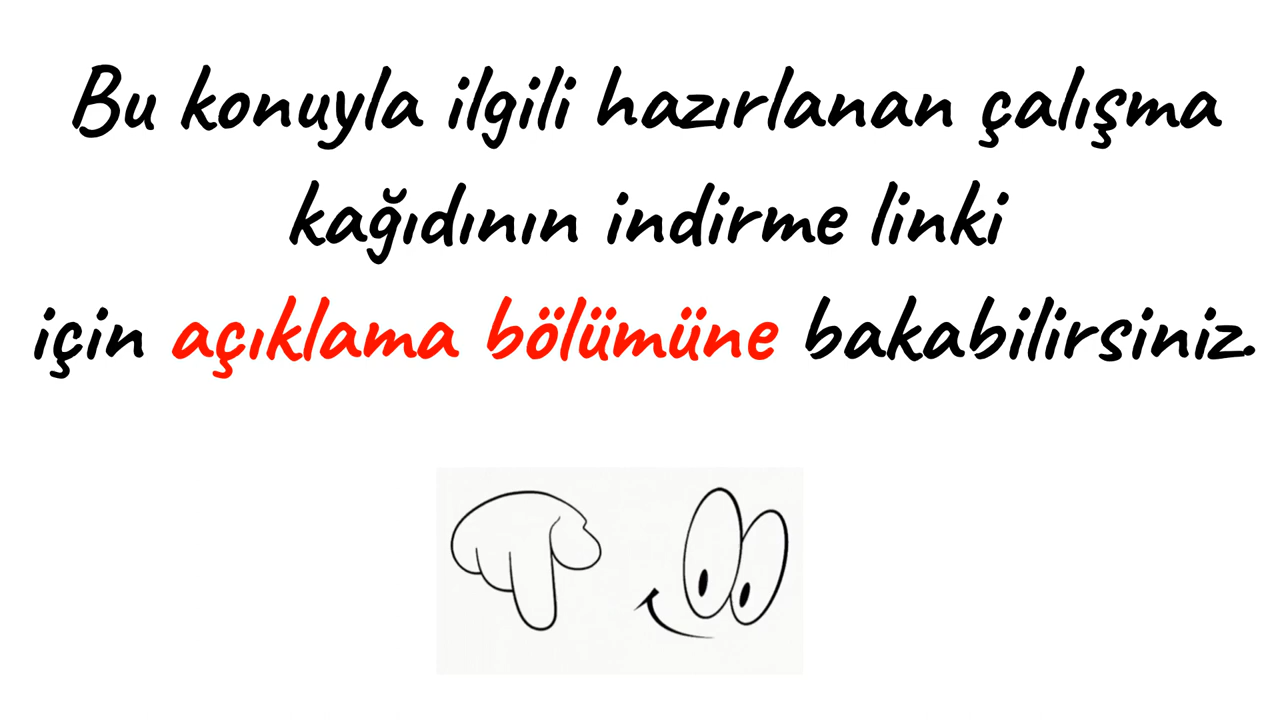 Bu konuyla ilgili hazırlanan çalışma
kağıdının indirme linki
için açıklama bölümüne bakabilirsiniz.